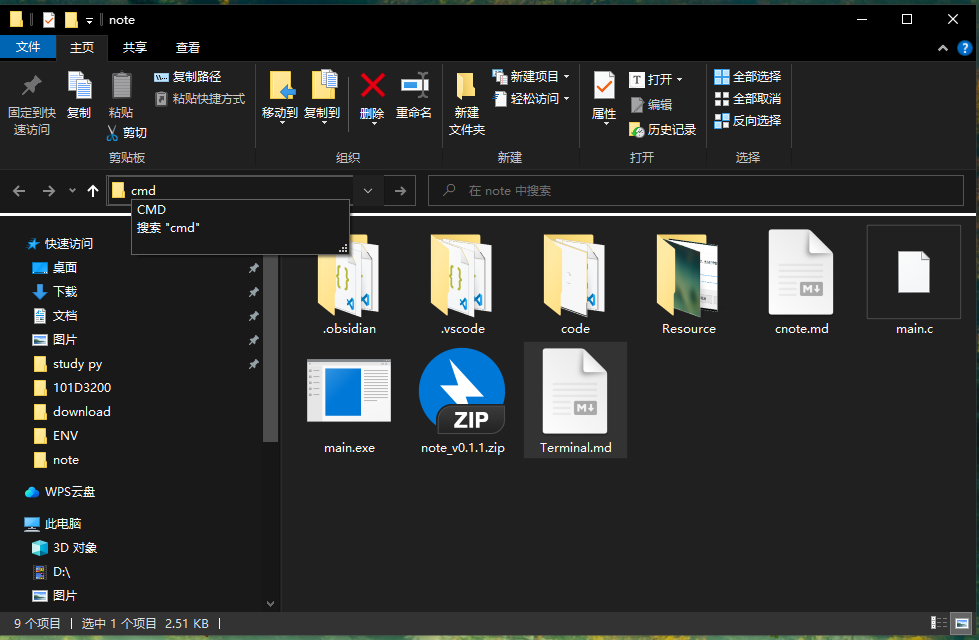 note
文件 主页 共享 查看
固定到快速访问
复制
粘贴
复制路径
粘贴快捷方式
剪切
剪贴板
移动到 复制到 删除 重命名
组织
新建文件夹
新建项目
轻松访问
新建
属性
打开
编辑
历史记录
打开
全部选择
全部取消
反向选择
选择
cmd
在 note 中搜索
CMD
搜索 "cmd"
快速访问
桌面
下载
文档
图片
study py
101D3200
download
ENV
note
WPS云盘
此电脑
3D 对象
D:\
图片
.obsidian .vscode code Resource cnote.md main.c
main.exe note_v0.1.1.zip Terminal.md
ZIP
9 个项目 选中 1 个项目 2.51 KB